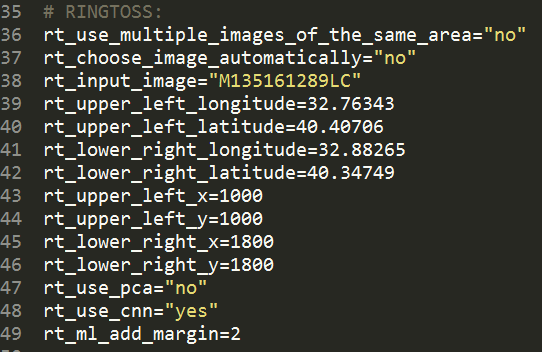 35 # RINGTOSS:
36 rt_use_multiple_images_of_the_same_area="no"
37 rt_choose_image_automatically="no"
38 rt_input_image="M135161289LC"
39 rt_upper_left_longitude=32.76343
40 rt_upper_left_latitude=40.40706
41 rt_lower_right_longitude=32.88265
42 rt_lower_right_latitude=40.34749
43 rt_upper_left_x=1000
44 rt_upper_left_y=1000
45 rt_lower_right_x=1800
46 rt_lower_right_y=1800
47 rt_use_pca="no"
48 rt_use_cnn="yes"
49 rt_ml_add_margin=2